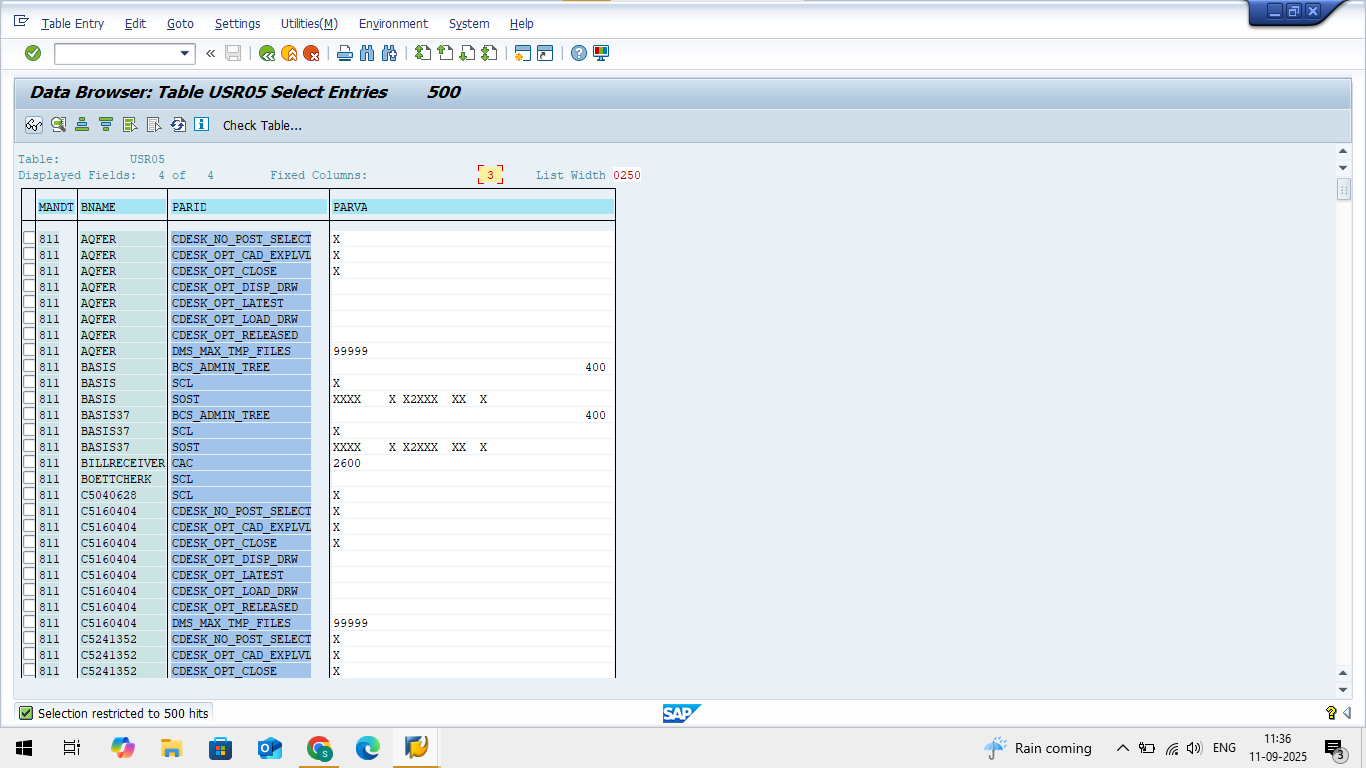 Table Entry Edit Goto Settings Utilities(M) Environment System Help
Data Browser: Table USR05 Select Entries 500
Check Table...
Table: USR05
Displayed Fields: 4 of 4 Fixed Columns: 3 List Width 0250
MANDT BNAME PARID PARVA
811 AQFER CDESK_NO_POST_SELECT X
811 AQFER CDESK_OPT_CAD_EXPLVL X
811 AQFER CDESK_OPT_CLOSE X
811 AQFER CDESK_OPT_DISP_DRW
811 AQFER CDESK_OPT_LATEST
811 AQFER CDESK_OPT_LOAD_DRW
811 AQFER CDESK_OPT_RELEASED
811 AQFER DMS_MAX_TMP_FILES 99999
811 BASIS BCS_ADMIN_TREE 400
811 BASIS SCL X
811 BASIS SOST XXXX X X2XXX XX X
811 BASIS37 BCS_ADMIN_TREE 400
811 BASIS37 SCL X
811 BASIS37 SOST XXXX X X2XXX XX X
811 BILLRECEIVER CAC 2600
811 BOETTCHERK SCL
811 C5040628 SCL X
811 C5160404 CDESK_NO_POST_SELECT X
811 C5160404 CDESK_OPT_CAD_EXPLVL X
811 C5160404 CDESK_OPT_CLOSE X
811 C5160404 CDESK_OPT_DISP_DRW
811 C5160404 CDESK_OPT_LATEST
811 C5160404 CDESK_OPT_LOAD_DRW
811 C5160404 CDESK_OPT_RELEASED
811 C5160404 DMS_MAX_TMP_FILES 99999
811 C5241352 CDESK_NO_POST_SELECT X
811 C5241352 CDESK_OPT_CAD_EXPLVL X
811 C5241352 CDESK_OPT_CLOSE X
Selection restricted to 500 hits
SAP
Rain coming
ENG
11:36
11-09-2025
3